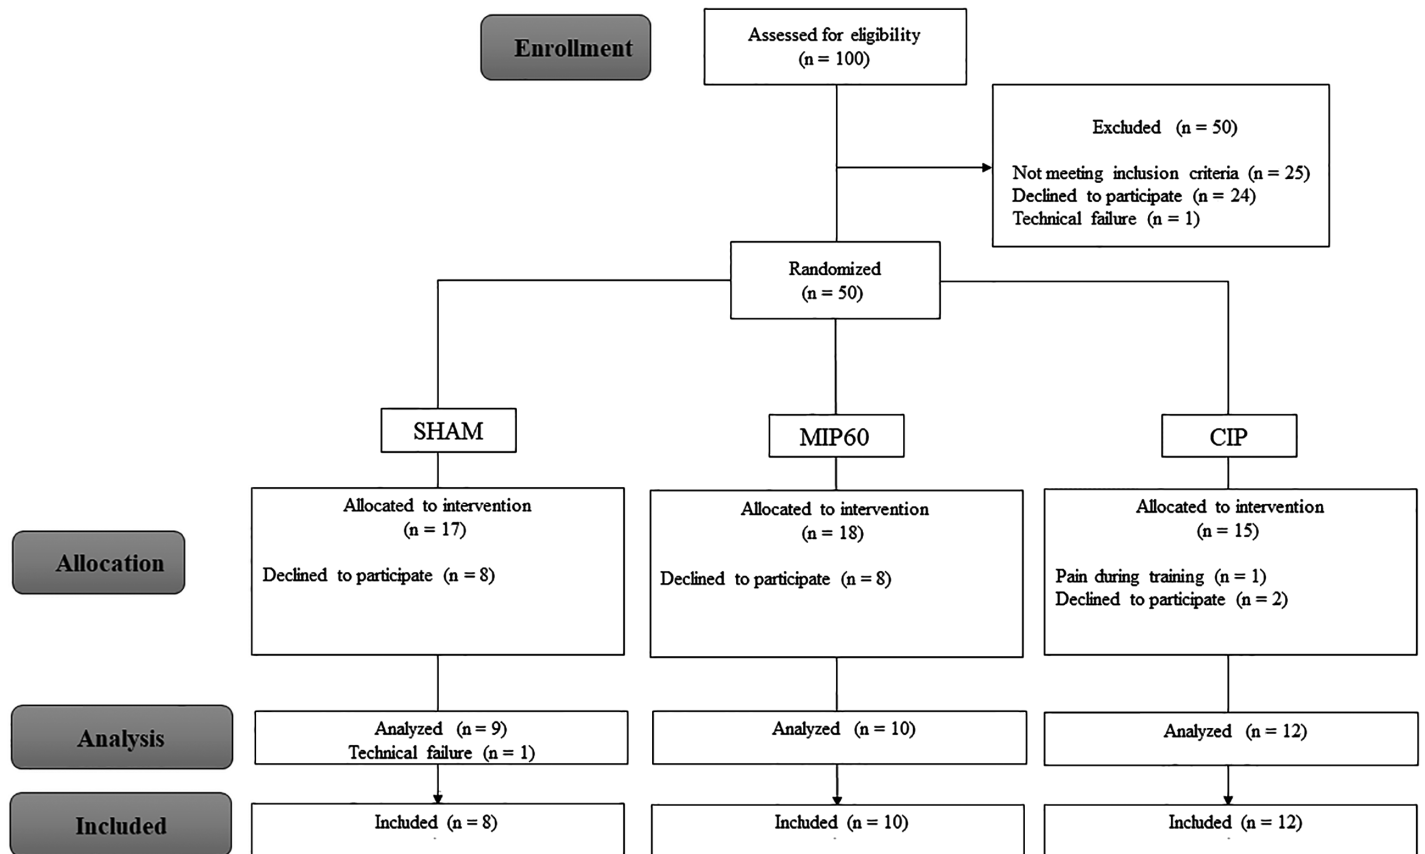 Enrollment
Assessed for eligibility
(n = 100)
Excluded (n = 50)
Not meeting inclusion criteria (n = 25)
Declined to participate (n = 24)
Technical failure (n = 1)
Randomized
(n = 50)
SHAM
MIP60
CIP
Allocation
Allocated to intervention
(n = 17)
Declined to participate (n = 8)
Allocated to intervention
(n = 18)
Declined to participate (n = 8)
Allocated to intervention
(n = 15)
Pain during training (n = 1)
Declined to participate (n = 2)
Analysis
Analyzed (n = 9)
Technical failure (n = 1)
Analyzed (n = 10)
Analyzed (n = 12)
Included
Included (n = 8)
Included (n = 10)
Included (n = 12)